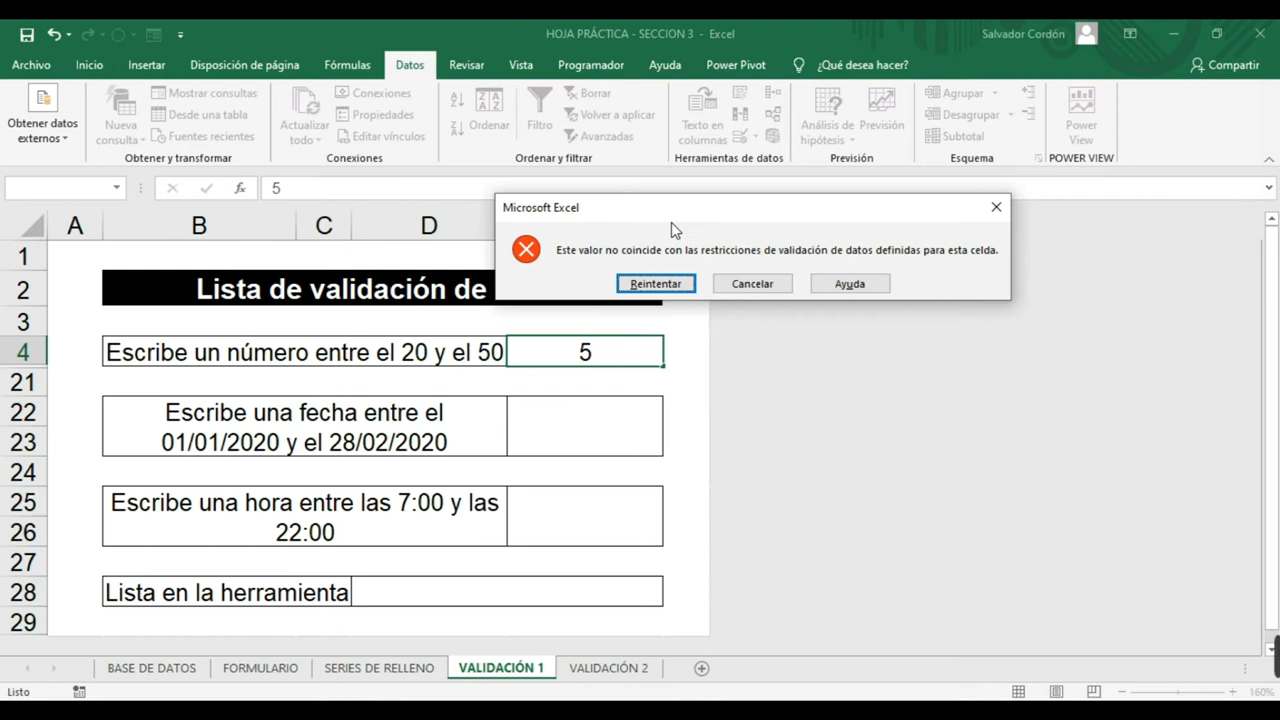 HOJA PRÁCTICA - SECCION 3 - Excel
Salvador Cordón
Archivo Inicio Insertar Disposición de página Fórmulas Datos Revisar Vista Programador Ayuda Power Pivot ¿Qué desea hacer? Compartir
Obtener datos externos
Nueva consulta
Mostrar consultas
Desde una tabla
Fuentes recientes
Obtener y transformar
Actualizar todo
Conexiones
Propiedades
Editar vínculos
Conexiones
Ordenar
Filtro
Borrar
Volver a aplicar
Avanzadas
Ordenar y filtrar
Texto en columnas
Herramientas de datos
Análisis de hipótesis
Previsión
Previsión
Agrupar
Desagrupar
Subtotal
Esquema
Power View
POWER VIEW
fx 5
Microsoft Excel
Este valor no coincide con las restricciones de validación de datos definidas para esta celda.
Reintentar Cancelar Ayuda
A B C D
1
2 Lista de validación de
3
4 Escribe un número entre el 20 y el 50 5
21
22 Escribe una fecha entre el
23 01/01/2020 y el 28/02/2020
24
25 Escribe una hora entre las 7:00 y las
26 22:00
27
28 Lista en la herramienta
29
BASE DE DATOS FORMULARIO SERIES DE RELLENO VALIDACIÓN 1 VALIDACIÓN 2
Listo 160%